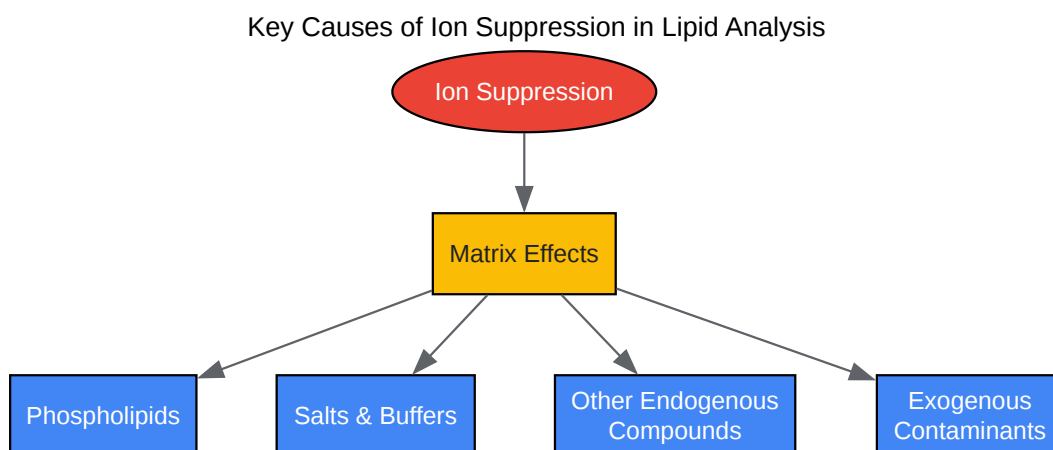 Key Causes of Ion Suppression in Lipid Analysis
Ion Suppression
Matrix Effects
Phospholipids
Salts & Buffers
Other Endogenous
Compounds
Exogenous
Contaminants